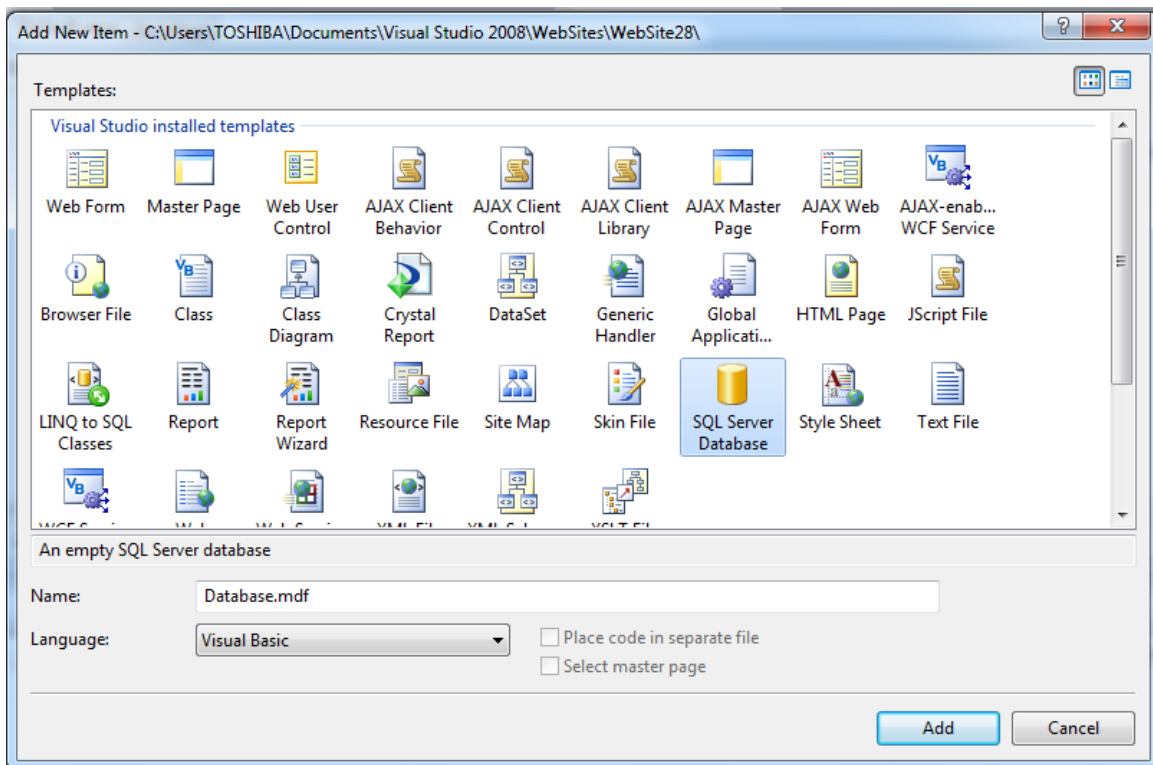 Add New Item - C:\Users\TOSHIBA\Documents\Visual Studio 2008\WebSites\WebSite28\
Templates:
Visual Studio installed templates
Web Form
Master Page
Web User
Control
AJAX Client
Behavior
AJAX Client
Control
AJAX Client
Library
AJAX Master
Page
AJAX Web
Form
AJAX-enab...
WCF Service
Browser File
Class
Class
Diagram
Crystal
Report
DataSet
Generic
Handler
Global
Applicati...
HTML Page
JScript File
LINQ to SQL
Classes
Report
Report
Wizard
Resource File
Site Map
Skin File
SQL Server
Database
Style Sheet
Text File
An empty SQL Server database
Name:
Database.mdf
Language:
Visual Basic
Place code in separate file
Select master page
Add
Cancel